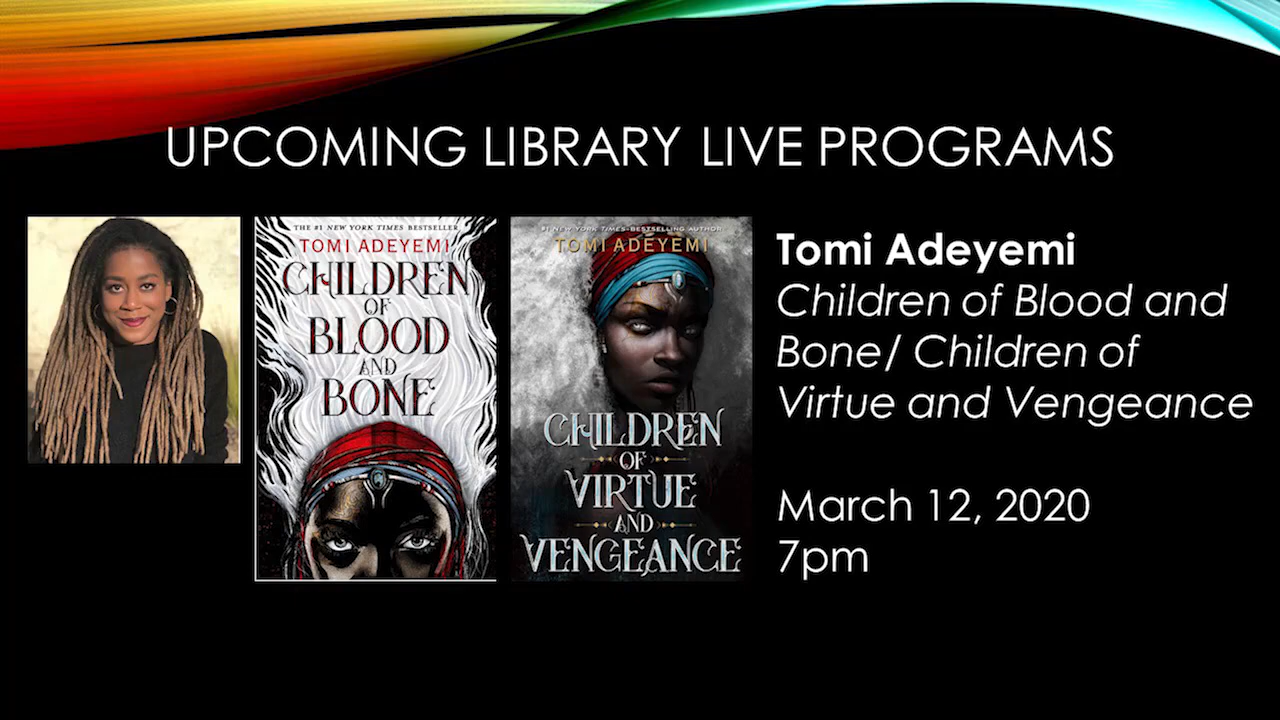 UPCOMING LIBRARY LIVE PROGRAMS
THE #1 NEW YORK TIMES BESTSELLER
TOMI ADEYEMI
CHILDREN
OF
BLOOD
AND
BONE
#1 NEW YORK TIMES-BESTSELLING AUTHOR
TOMI ADEYEMI
CHILDREN
OF
VIRTUE
AND
VENGEANCE
Tomi Adeyemi
Children of Blood and
Bone/ Children of
Virtue and Vengeance
March 12, 2020
7pm